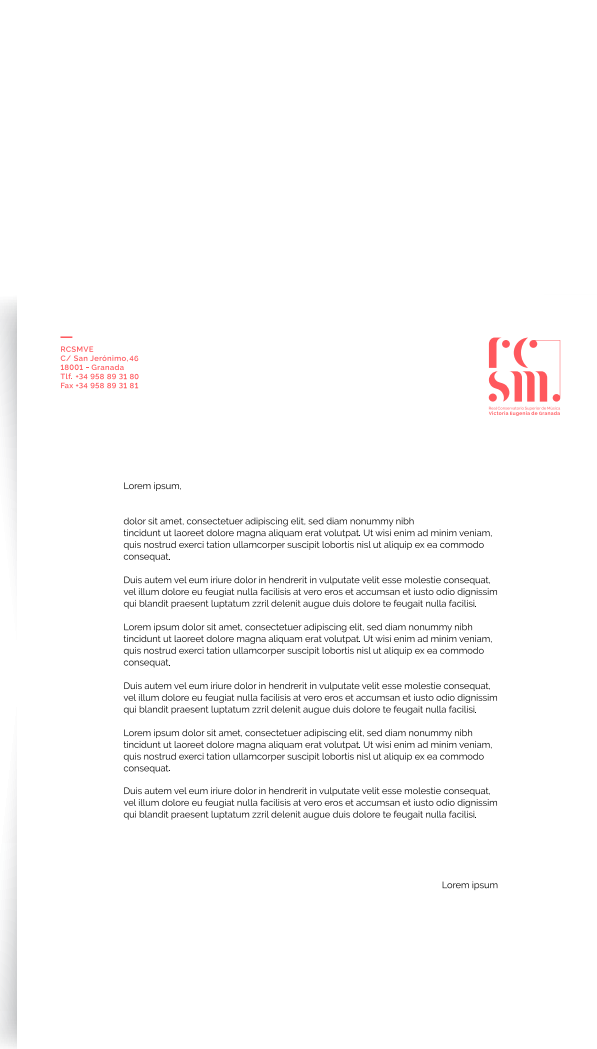 RCSMVE
C/ San Jerónimo,46
18001 - Granada
Tlf. +34 958 89 31 80
Fax +34 958 89 31 81
rc
sm.
Real Conservatorio Superior de Música
Victoria Eugenia de Granada
Lorem ipsum,
dolor sit amet, consectetuer adipiscing elit, sed diam nonummy nibh
tincidunt ut laoreet dolore magna aliquam erat volutpat. Ut wisi enim ad minim veniam,
quis nostrud exerci tation ullamcorper suscipit lobortis nisl ut aliquip ex ea commodo
consequat.
Duis autem vel eum iriure dolor in hendrerit in vulputate velit esse molestie consequat,
vel illum dolore eu feugiat nulla facilisis at vero eros et accumsan et iusto odio dignissim
qui blandit praesent luptatum zzril delenit augue duis dolore te feugait nulla facilisi.
Lorem ipsum dolor sit amet, consectetuer adipiscing elit, sed diam nonummy nibh
tincidunt ut laoreet dolore magna aliquam erat volutpat. Ut wisi enim ad minim veniam,
quis nostrud exerci tation ullamcorper suscipit lobortis nisl ut aliquip ex ea commodo
consequat.
Duis autem vel eum iriure dolor in hendrerit in vulputate velit esse molestie consequat,
vel illum dolore eu feugiat nulla facilisis at vero eros et accumsan et iusto odio dignissim
qui blandit praesent luptatum zzril delenit augue duis dolore te feugait nulla facilisi.
Lorem ipsum dolor sit amet, consectetuer adipiscing elit, sed diam nonummy nibh
tincidunt ut laoreet dolore magna aliquam erat volutpat. Ut wisi enim ad minim veniam,
quis nostrud exerci tation ullamcorper suscipit lobortis nisl ut aliquip ex ea commodo
consequat.
Duis autem vel eum iriure dolor in hendrerit in vulputate velit esse molestie consequat,
vel illum dolore eu feugiat nulla facilisis at vero eros et accumsan et iusto odio dignissim
qui blandit praesent luptatum zzril delenit augue duis dolore te feugait nulla facilisi.
Lorem ipsum